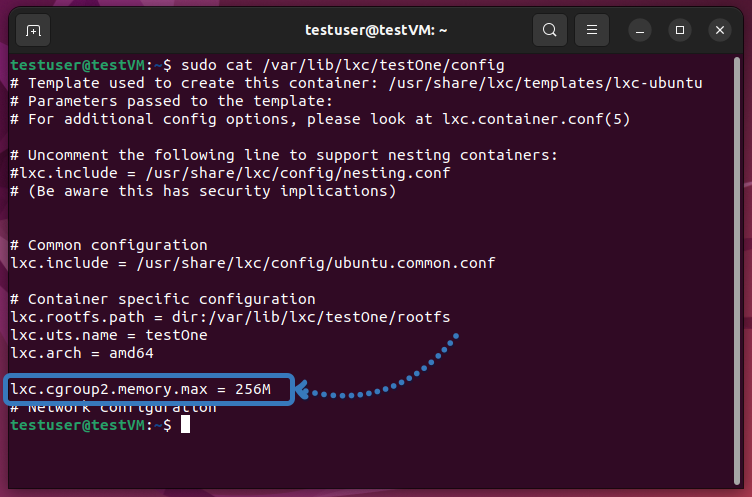 testuser@testVM: ~
testuser@testVM:~$ sudo cat /var/lib/lxc/testOne/config
# Template used to create this container: /usr/share/lxc/templates/lxc-ubuntu
# Parameters passed to the template:
# For additional config options, please look at lxc.container.conf(5)
# Uncomment the following line to support nesting containers:
#lxc.include = /usr/share/lxc/config/nesting.conf
# (Be aware this has security implications)
# Common configuration
lxc.include = /usr/share/lxc/config/ubuntu.common.conf
# Container specific configuration
lxc.rootfs.path = dir:/var/lib/lxc/testOne/rootfs
lxc.uts.name = testOne
lxc.arch = amd64
lxc.cgroup2.memory.max = 256M
# Network configuration
testuser@testVM:~$